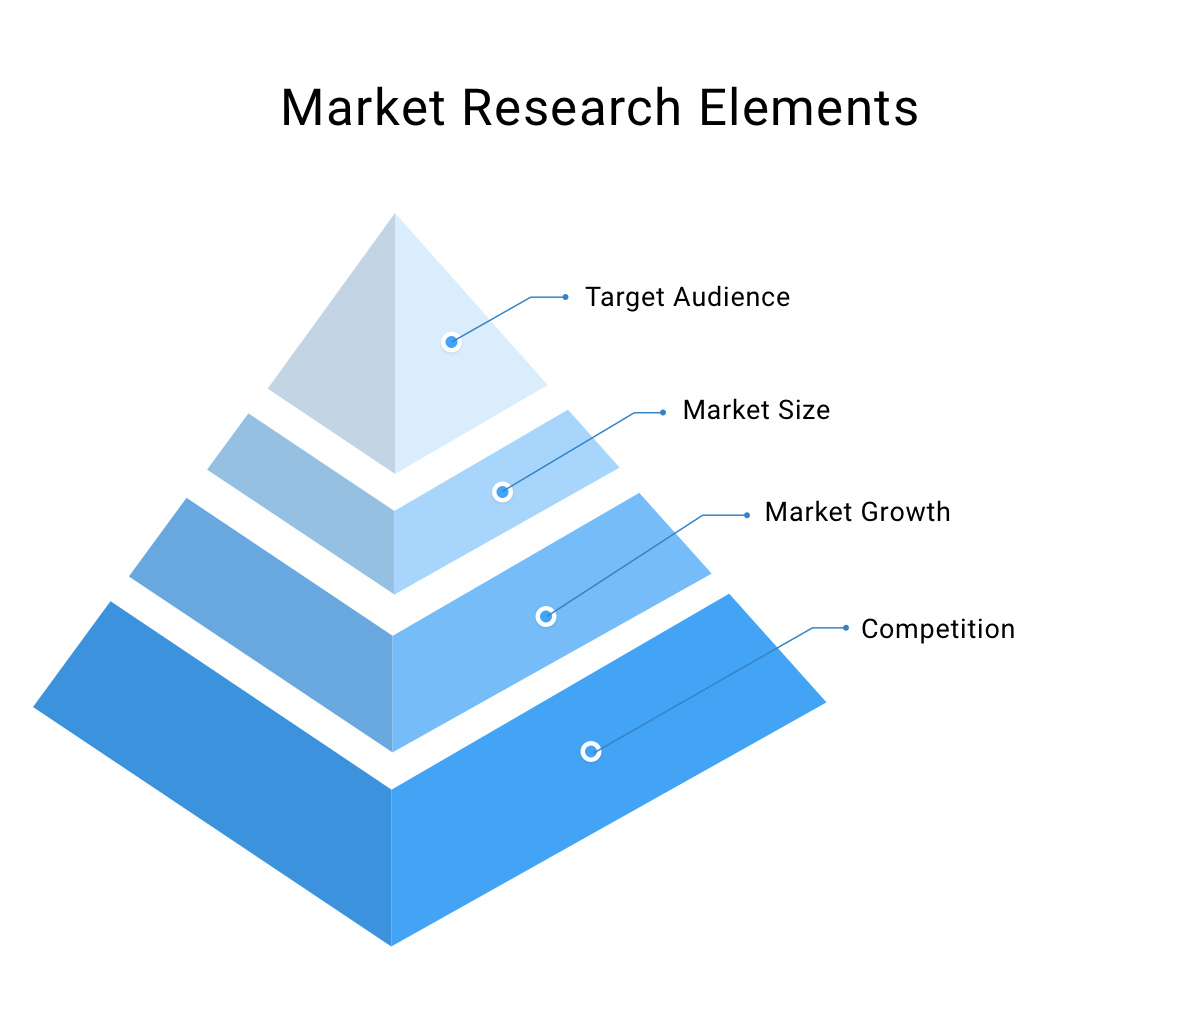 Market Research Elements
Target Audience
Market Size
Market Growth
Competition